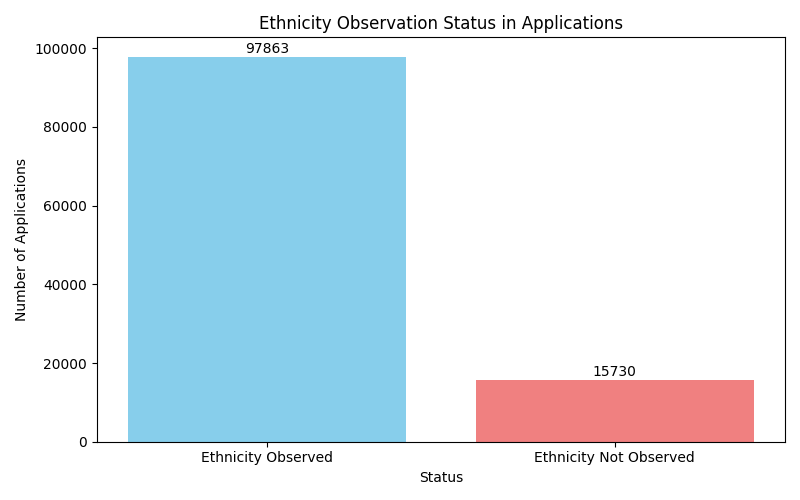 Ethnicity Observation Status in Applications
97863
15730
100000
80000
60000
40000
20000
0
Number of Applications
Ethnicity Observed
Ethnicity Not Observed
Status